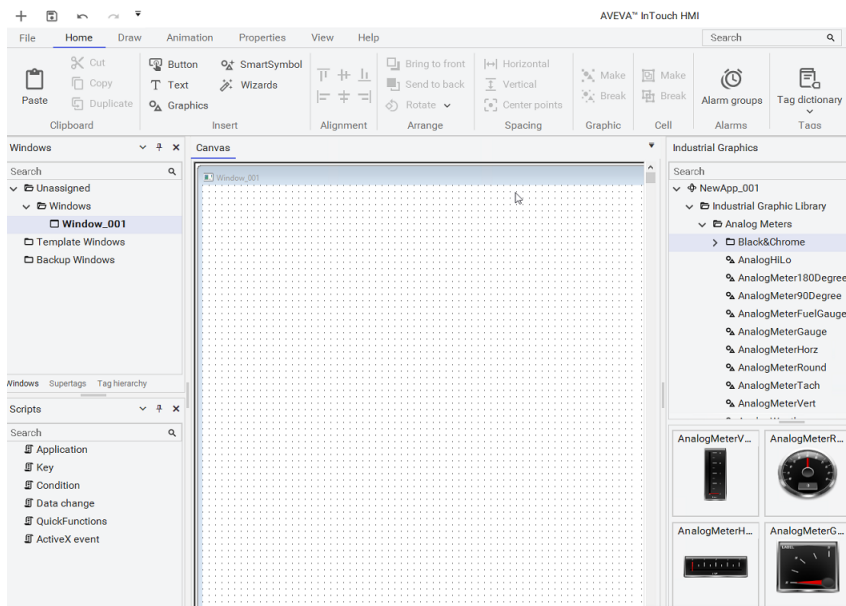 AVEVA™ InTouch HMI
File Home Draw Animation Properties View Help Search
Paste
Cut
Copy
Duplicate
Clipboard
Button
Text
Graphics
SmartSymbol
Wizards
Insert
Alignment
Bring to front
Send to back
Rotate
Arrange
Horizontal
Vertical
Center points
Spacing
Make
Break
Graphic
Make
Break
Cell
Alarm groups
Alarms
Tag dictionary
Tags
Windows
Search
Unassigned
Windows
Window_001
Template Windows
Backup Windows
Windows Supertags Tag hierarchy
Scripts
Search
Application
Key
Condition
Data change
QuickFunctions
ActiveX event
Canvas
Window_001
Industrial Graphics
Search
NewApp_001
Industrial Graphic Library
Analog Meters
Black&Chrome
AnalogHiLo
AnalogMeter180Degree
AnalogMeter90Degree
AnalogMeterFuelGauge
AnalogMeterGauge
AnalogMeterHorz
AnalogMeterRound
AnalogMeterTach
AnalogMeterVert
AnalogMeterV... AnalogMeterR...
AnalogMeterH... AnalogMeterG...
LABEL